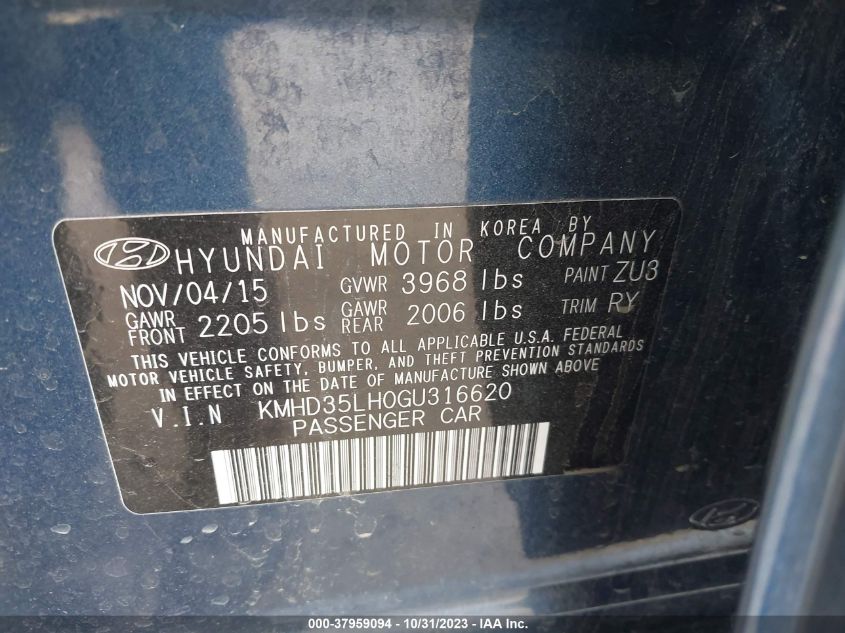 MANUFACTURED IN KOREA BY
HYUNDAI MOTOR COMPANY
NOV/04/15 GVWR 3968 lbs PAINT ZU3
GAWR FRONT 2205 lbs GAWR REAR 2006 lbs TRIM RY
THIS VEHICLE CONFORMS TO ALL APPLICABLE U.S.A. FEDERAL
MOTOR VEHICLE SAFETY, BUMPER, AND THEFT PREVENTION STANDARDS
IN EFFECT ON THE DATE OF MANUFACTURE SHOWN ABOVE
V.I.N KMHD35LH0GU316620
PASSENGER CAR
000-37959094 - 10/31/2023 - IAA Inc.